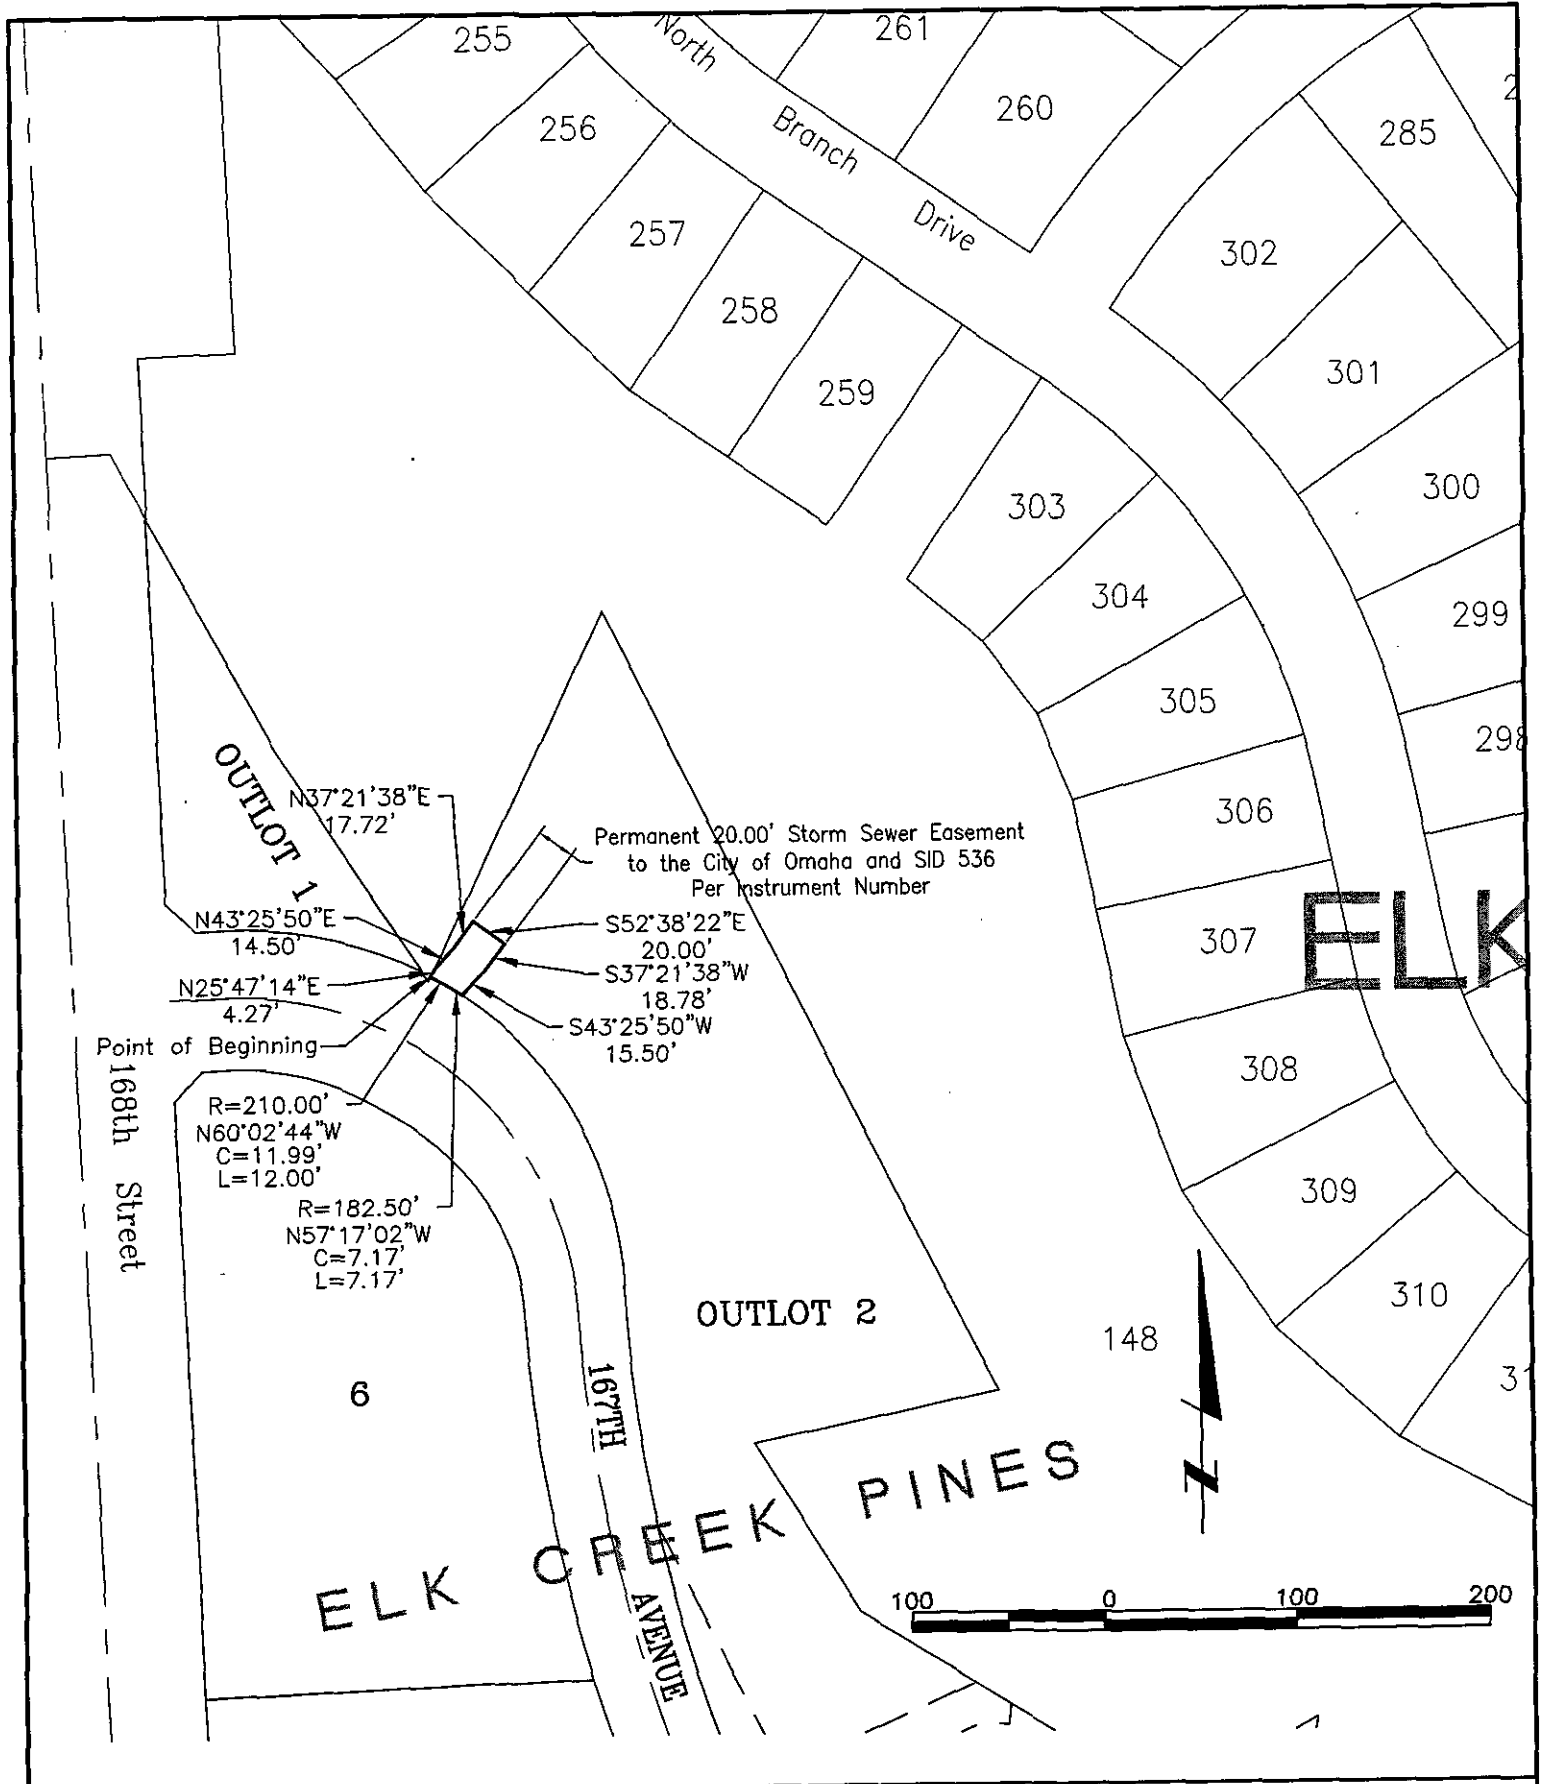 255
North
261
256
Branch
260
285
257
Drive
302
258
301
259
300
303
304
299
305
298
OUTLOT 1
N37°21'38"E
17.72'
306
Permanent 20.00' Storm Sewer Easement
to the City of Omaha and SID 536
Per Instrument Number
N43°25'50"E
14.50'
S52°38'22"E
20.00'
307
ELK
S37°21'38"W
18.78'
N25°47'14"E
4.27'
S43°25'50"W
15.50'
Point of Beginning
308
168th Street
R=210.00'
N60°02'44"W
C=11.99'
L=12.00'
R=182.50'
N57°17'02"W
C=7.17'
L=7.17'
309
310
OUTLOT 2
148
6
167TH
AVENUE
N
ELK CREEK PINES
100 0 100 200